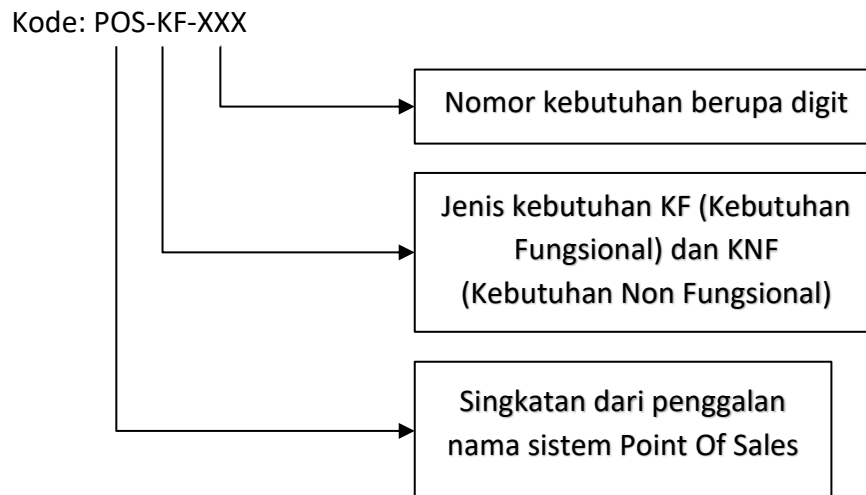 Kode: POS-KF-XXX
Nomor kebutuhan berupa digit
Jenis kebutuhan KF (Kebutuhan
Fungsional) dan KNF
(Kebutuhan Non Fungsional)
Singkatan dari penggalan
nama sistem Point Of Sales